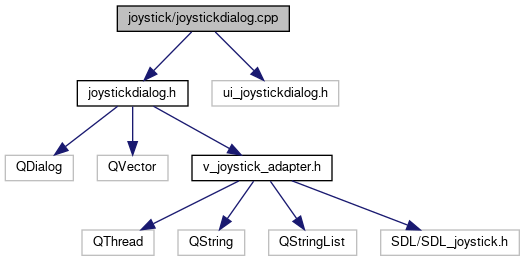 joystick/joystickdialog.cpp
joystickdialog.h
ui_joystickdialog.h
QDialog
QVector
v_joystick_adapter.h
QThread
QString
QStringList
SDL/SDL_joystick.h